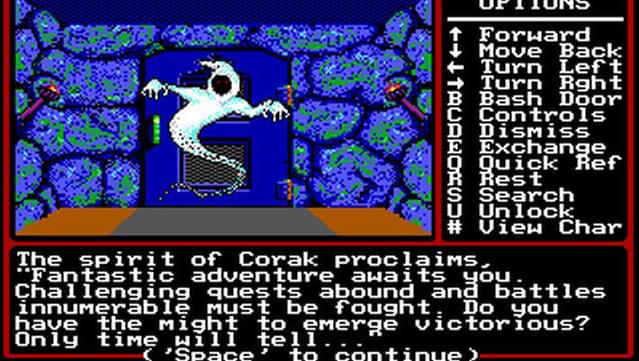 OPTIONS
↑ Forward
↓ Move Back
← Turn Left
→ Turn Rght
B Bash Door
C Controls
D Dismiss
E Exchange
Q Quick Ref
R Rest
S Search
U Unlock
# View Char
The spirit of Corak proclaims,
"Fantastic adventure awaits you.
Challenging quests abound and battles
innumerable must be fought. Do you
have the might to emerge victorious?
Only time will tell..."
('Space' to continue)